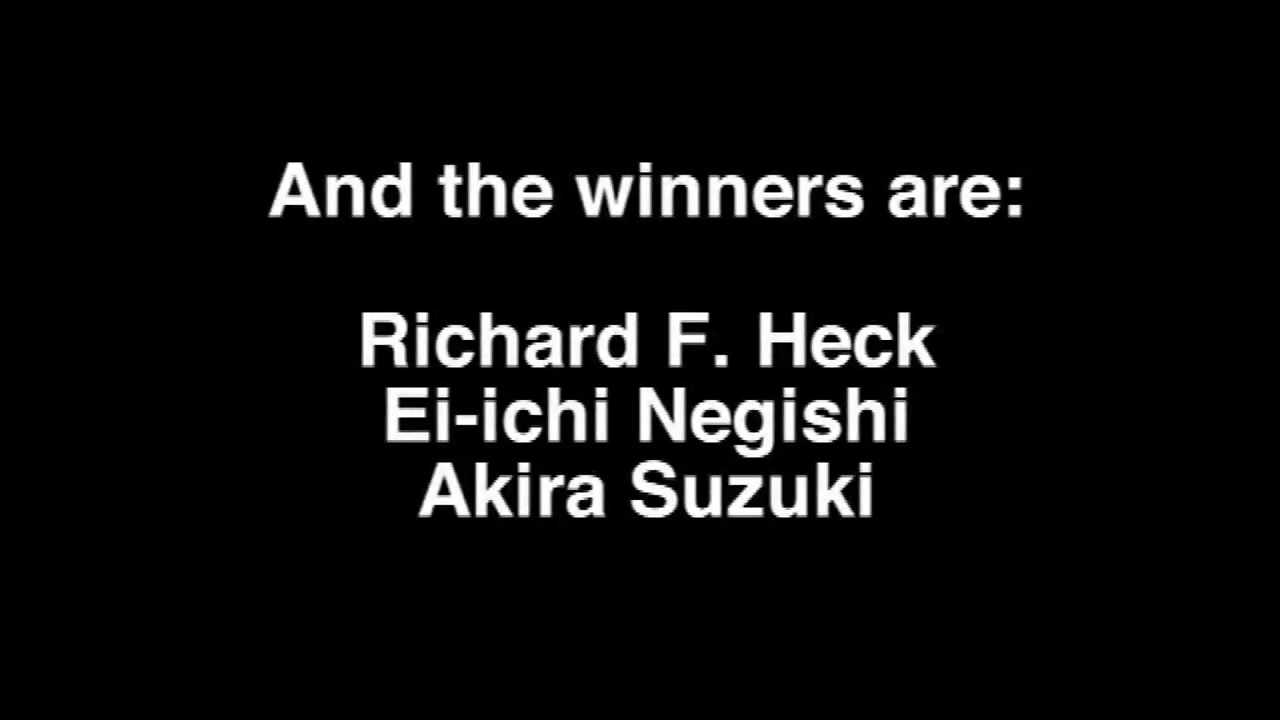 And the winners are:
Richard F. Heck
Ei-ichi Negishi
Akira Suzuki